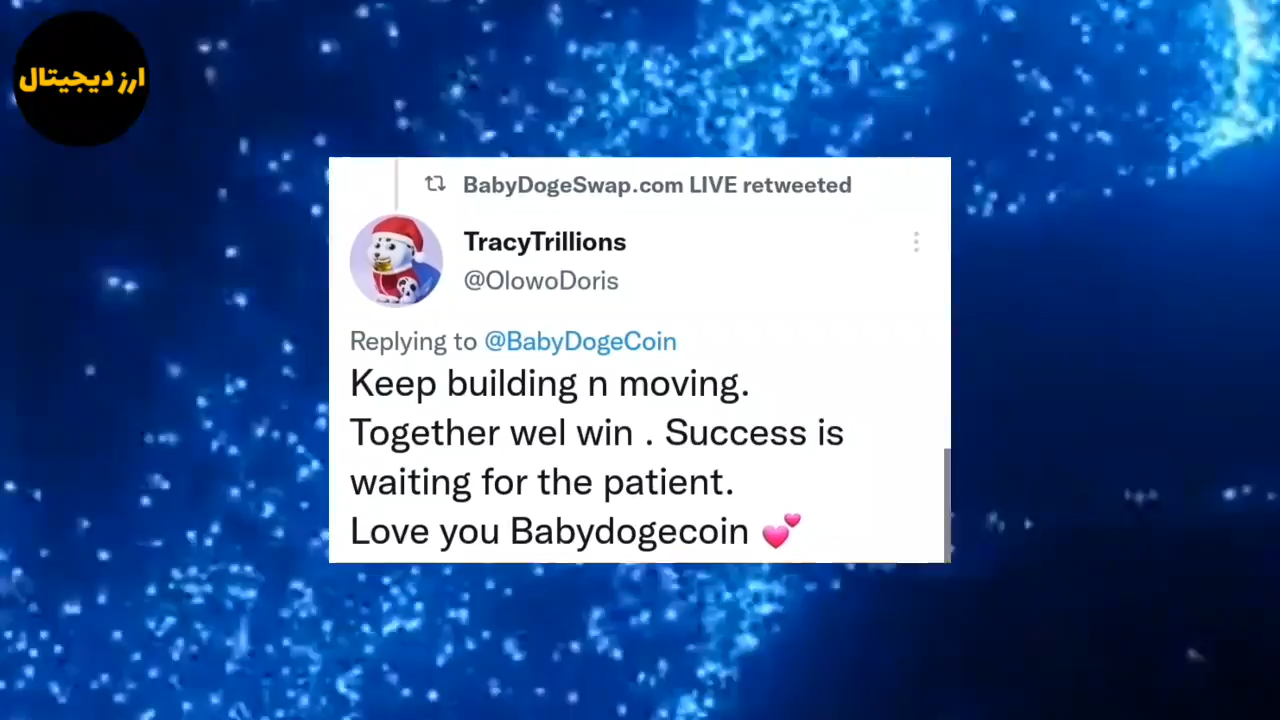 ارز دیجیتال
BabyDogeSwap.com LIVE retweeted
TracyTrillions
@OlowoDoris
Replying to @BabyDogeCoin
Keep building n moving.
Together wel win . Success is
waiting for the patient.
Love you Babydogecoin 💕